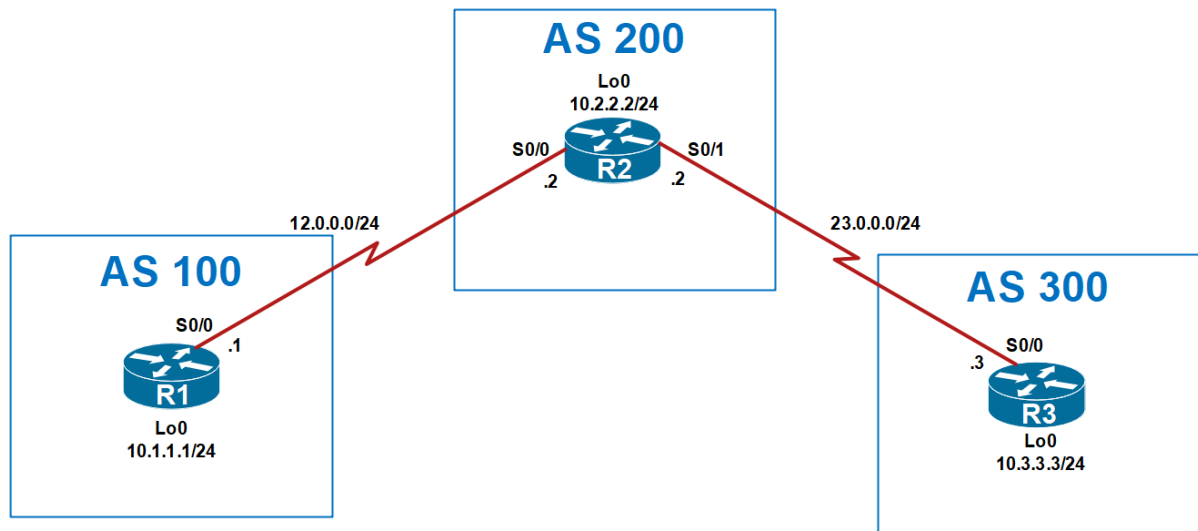 AS 200
Lo0
10.2.2.2/24
S0/0
S0/1
R2
.2
.2
12.0.0.0/24
23.0.0.0/24
AS 100
S0/0
.1
R1
Lo0
10.1.1.1/24
AS 300
S0/0
.3
R3
Lo0
10.3.3.3/24